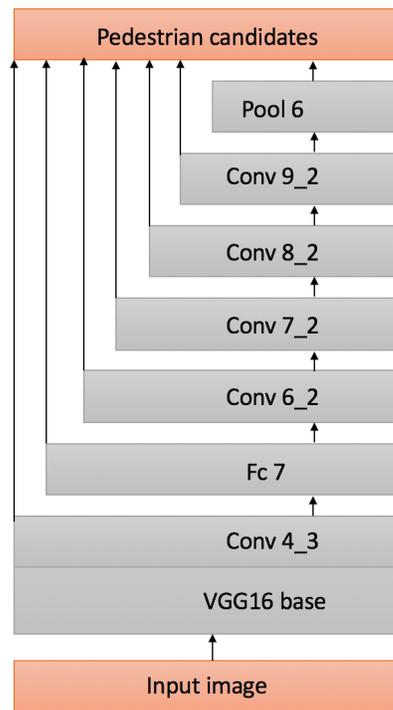 Pedestrian candidates
Pool 6
Conv 9_2
Conv 8_2
Conv 7_2
Conv 6_2
Fc 7
Conv 4_3
VGG16 base
Input image